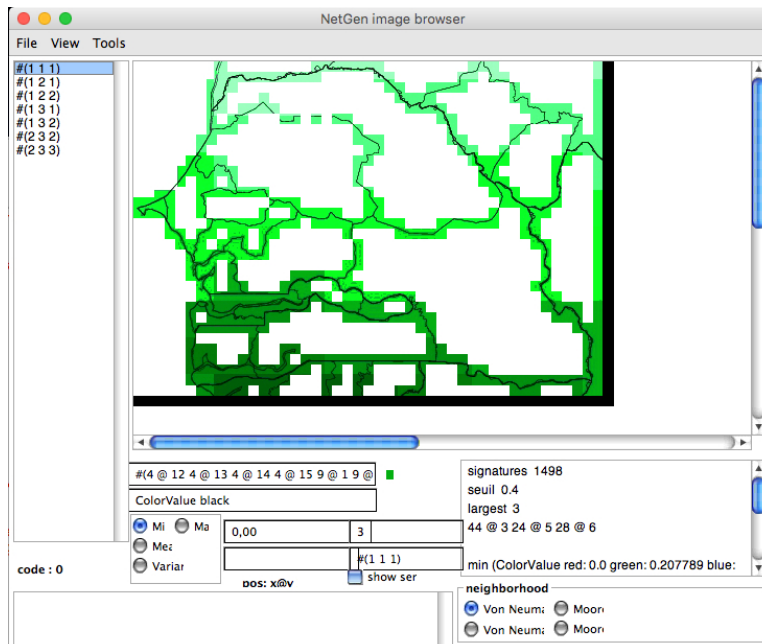 NetGen image browser
File View Tools
#(1 1 1)
#(1 2 1)
#(1 2 2)
#(1 3 1)
#(1 3 2)
#(2 3 2)
#(2 3 3)
#(4 @ 12 4 @ 13 4 @ 14 4 @ 15 9 @ 1 9 @
ColorValue black
Mi Ma
Mea
Varian
0,00 3
#(1 1 1)
code : 0
pos: x@y
show ser
signatures 1498
seuil 0.4
largest 3
44 @ 3 24 @ 5 28 @ 6
min (ColorValue red: 0.0 green: 0.207789 blue:
neighborhood
Von Neuma Moore
Von Neuma Moore